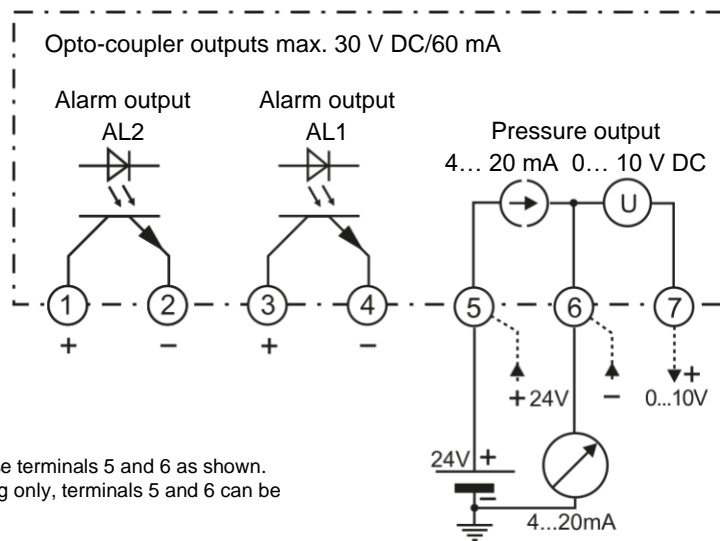 Opto-coupler outputs max. 30 V DC/60 mA
Alarm output
AL2
Alarm output
AL1
Pressure output
4… 20 mA 0… 10 V DC
U
1 2 3 4 5 6 7
+ − + −
+ 24V − + 0...10V
e terminals 5 and 6 as shown.
g only, terminals 5 and 6 can be
24V + −
4...20mA